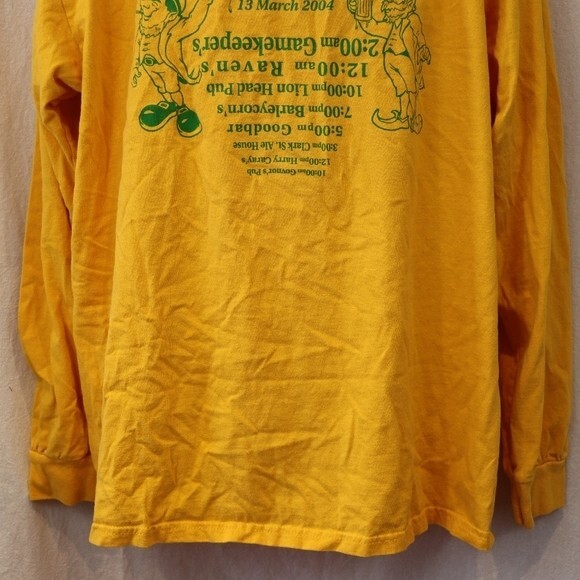 13 March 2004
2:00am Gamekeeper's
12:00am Raven's
10:00pm Lion Head Pub
7:00pm Barleycorn's
5:00pm Goodbar
3:00pm Clark St. Ale House
12:00pm Harry Caray's
10:00am Govnor's Pub